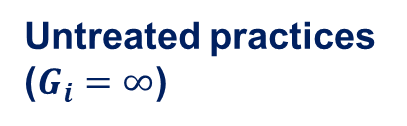 Untreated practices
(Gᵢ = ∞)